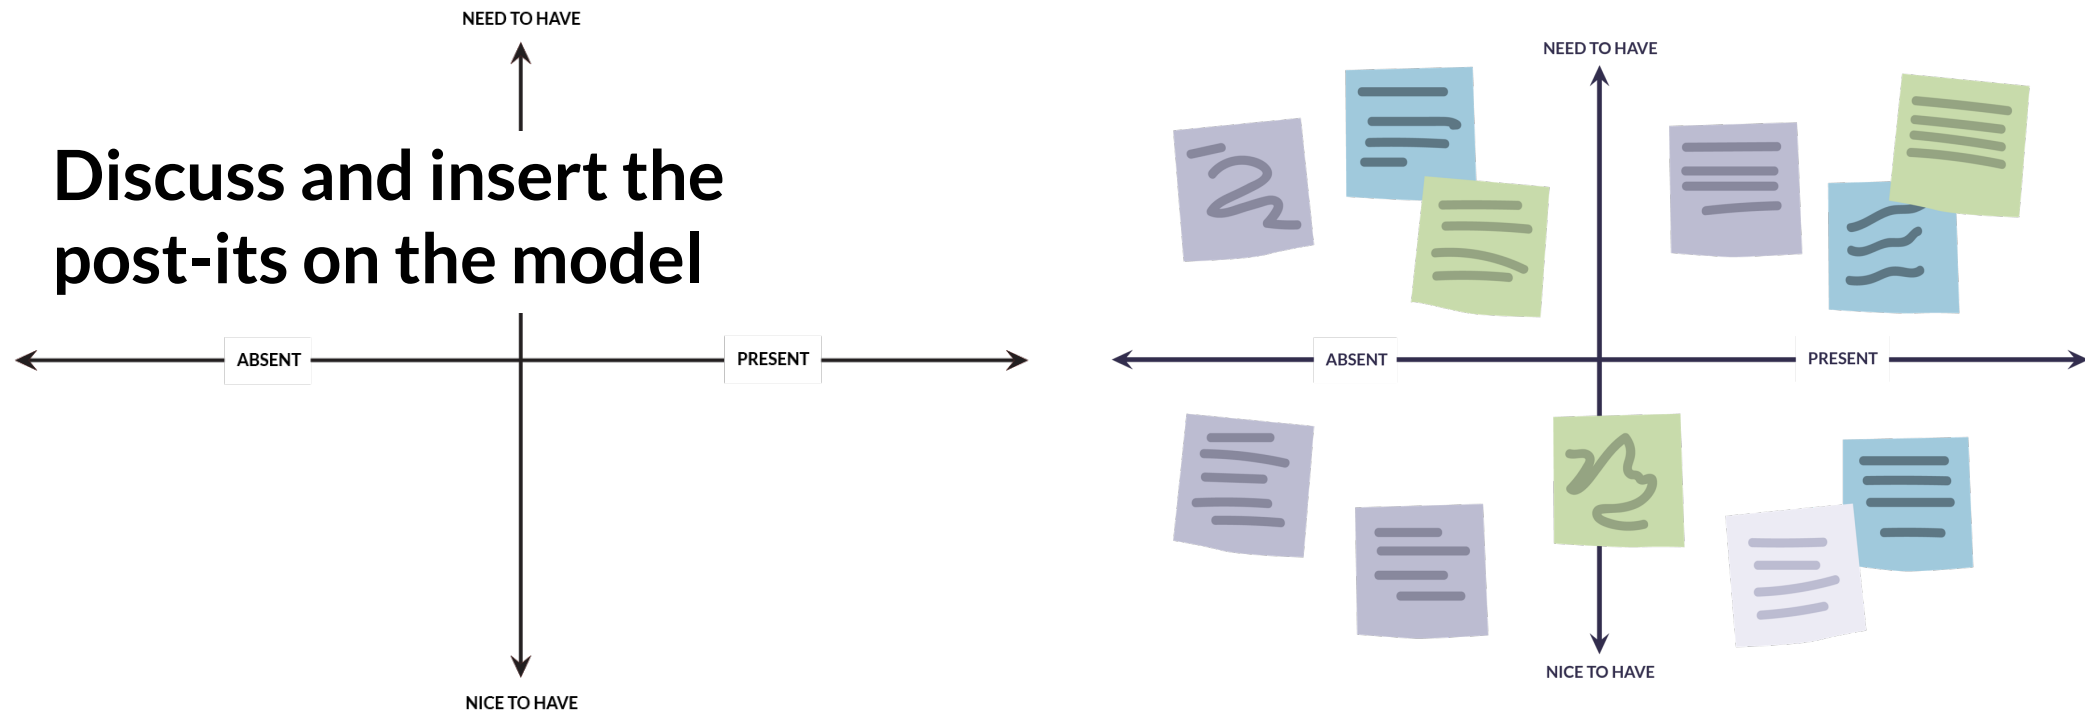 NEED TO HAVE
Discuss and insert the
post-its on the model
ABSENT
PRESENT
NICE TO HAVE
NEED TO HAVE
ABSENT
PRESENT
NICE TO HAVE